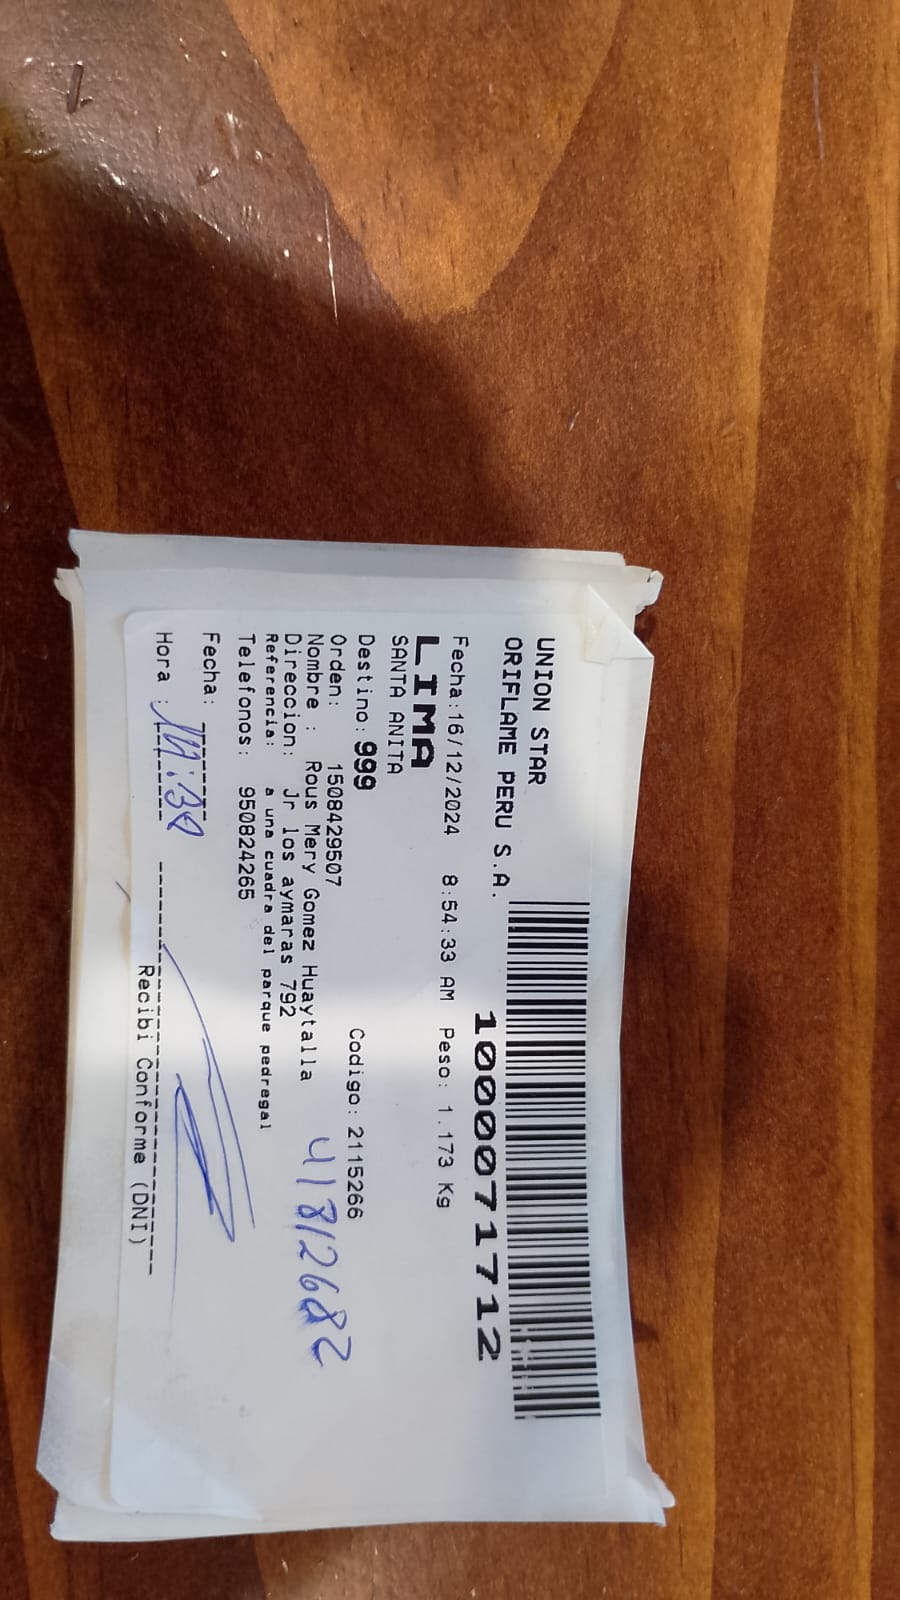 UNION STAR
ORIFLAME PERU S.A.
1000071712
Fecha:16/12/2024 8:54:33 AM Peso: 1.173 Kg
LIMA
SANTA ANITA
Destino: 999
Codigo: 2115266
Orden: 1508429507
Nombre : Rous Mery Gomez Huaytalla
41812682
Direccion: Jr los aymaras 792
Referencia: a una cuadra del parque pedregal
Telefonos: 950824265
Fecha:
Hora :
Recibi Conforme (DNI)